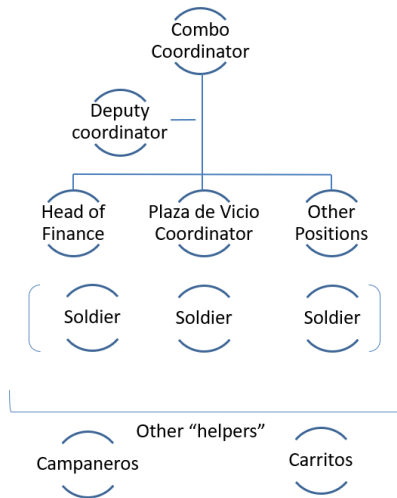 Combo
Coordinator
Deputy
coordinator
Head of
Finance
Plaza de Vicio
Coordinator
Other
Positions
Soldier
Soldier
Soldier
Other “helpers”
Campaneros
Carritos